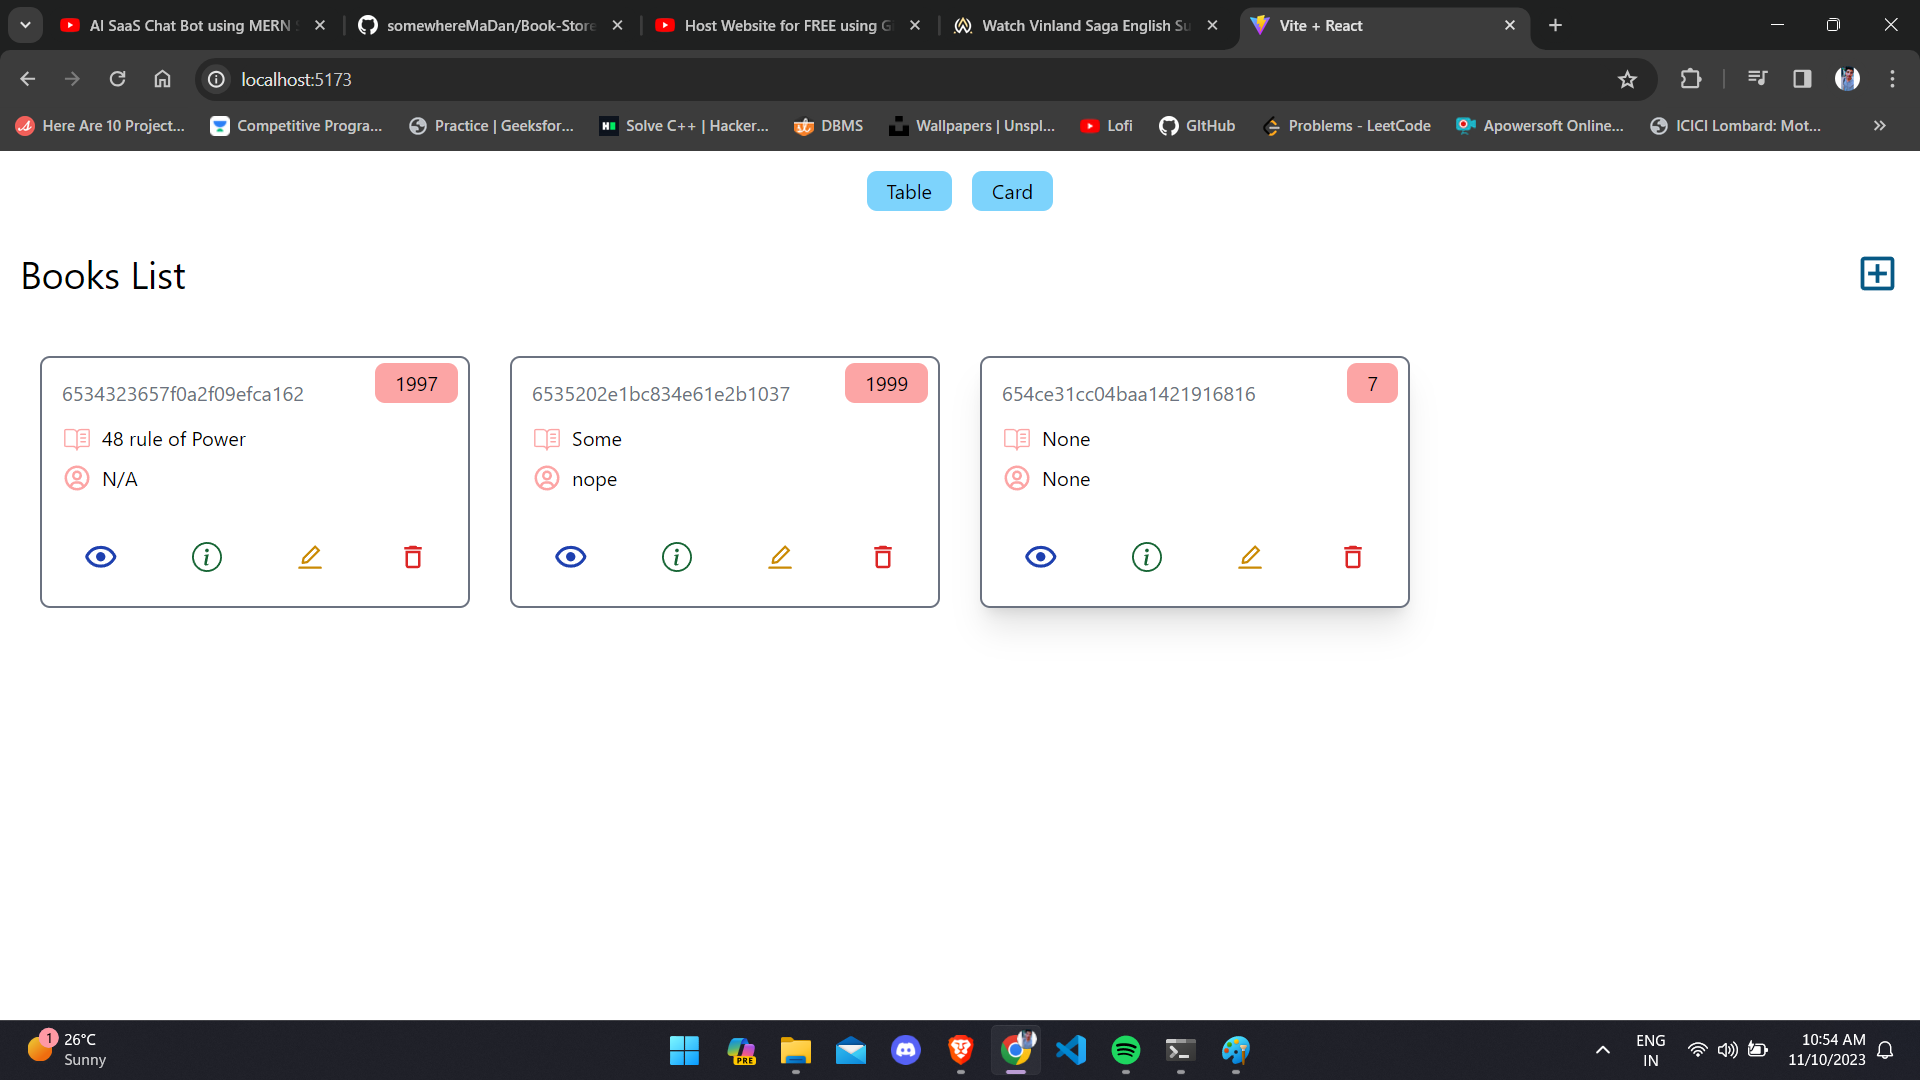 AI SaaS Chat Bot using MERN
somewhereMaDan/Book-Store
Host Website for FREE using G
Watch Vinland Saga English Su
Vite + React
localhost:5173
Here Are 10 Project...
Competitive Progra...
Practice | Geeksfor...
Solve C++ | Hacker...
DBMS
Wallpapers | Unspl...
Lofi
GItHub
Problems - LeetCode
Apowersoft Online...
ICICI Lombard: Mot...
Table
Card
Books List
6534323657f0a2f09efca162
1997
48 rule of Power
N/A
6535202e1bc834e61e2b1037
1999
Some
nope
654ce31cc04baa1421916816
7
None
None
1
26°C
Sunny
PRE
ENG
IN
10:54 AM
11/10/2023